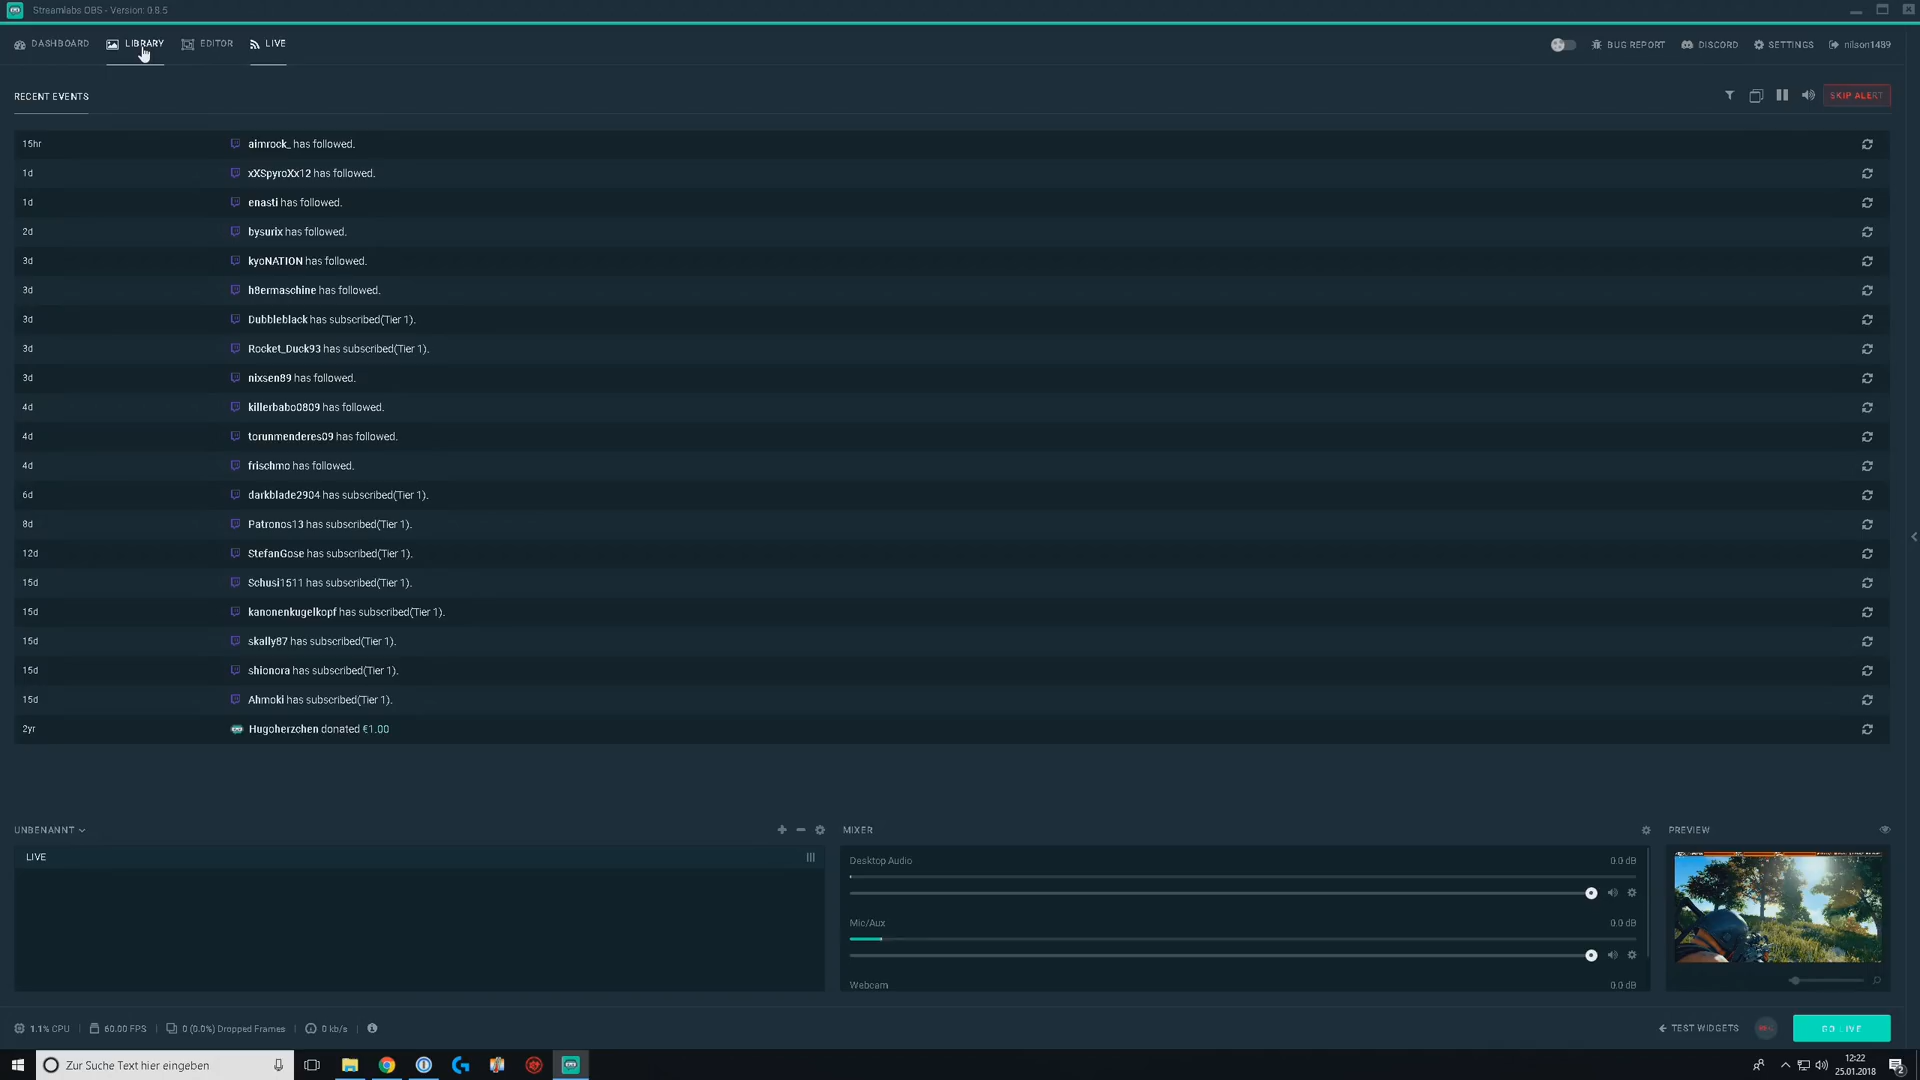 Streamlabs OBS - Version: 0.8.5
DASHBOARD LIBRARY EDITOR LIVE BUG REPORT DISCORD SETTINGS nilson1489
RECENT EVENTS SKIP ALERT
15hr aimrock_ has followed.
1d xXSpyroXx12 has followed.
1d enasti has followed.
2d bysurix has followed.
3d kyoNATION has followed.
3d h8ermaschine has followed.
3d Dubbleblack has subscribed(Tier 1).
3d Rocket_Duck93 has subscribed(Tier 1).
3d nixsen89 has followed.
4d killerbabo0809 has followed.
4d torunmenderes09 has followed.
4d frischmo has followed.
6d darkblade2904 has subscribed(Tier 1).
8d Patronos13 has subscribed(Tier 1).
12d StefanGose has subscribed(Tier 1).
15d Schusi1511 has subscribed(Tier 1).
15d kanonenkugelkopf has subscribed(Tier 1).
15d skally87 has subscribed(Tier 1).
15d shionora has subscribed(Tier 1).
15d Ahmoki has subscribed(Tier 1).
2yr Hugoherzchen donated €1.00
UNBENANNT MIXER PREVIEW
LIVE
Desktop Audio 0.0 dB
Mic/Aux 0.0 dB
Webcam 0.0 dB
1.1% CPU 60.00 FPS 0 (0.0%) Dropped Frames 0 kb/s TEST WIDGETS REC GO LIVE
Zur Suche Text hier eingeben
12:22
25.01.2018
2